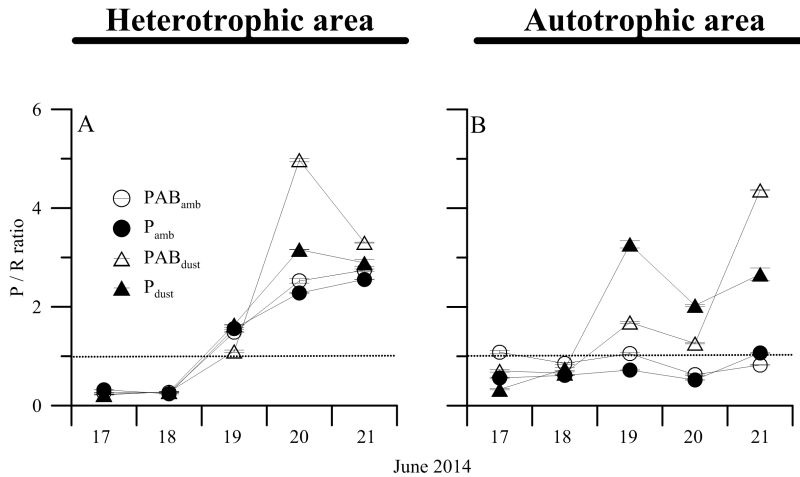 Heterotrophic area
Autotrophic area
A
B
6
4
2
0
P / R ratio
PABamb
Pamb
PABdust
Pdust
17 18 19 20 21
17 18 19 20 21
June 2014